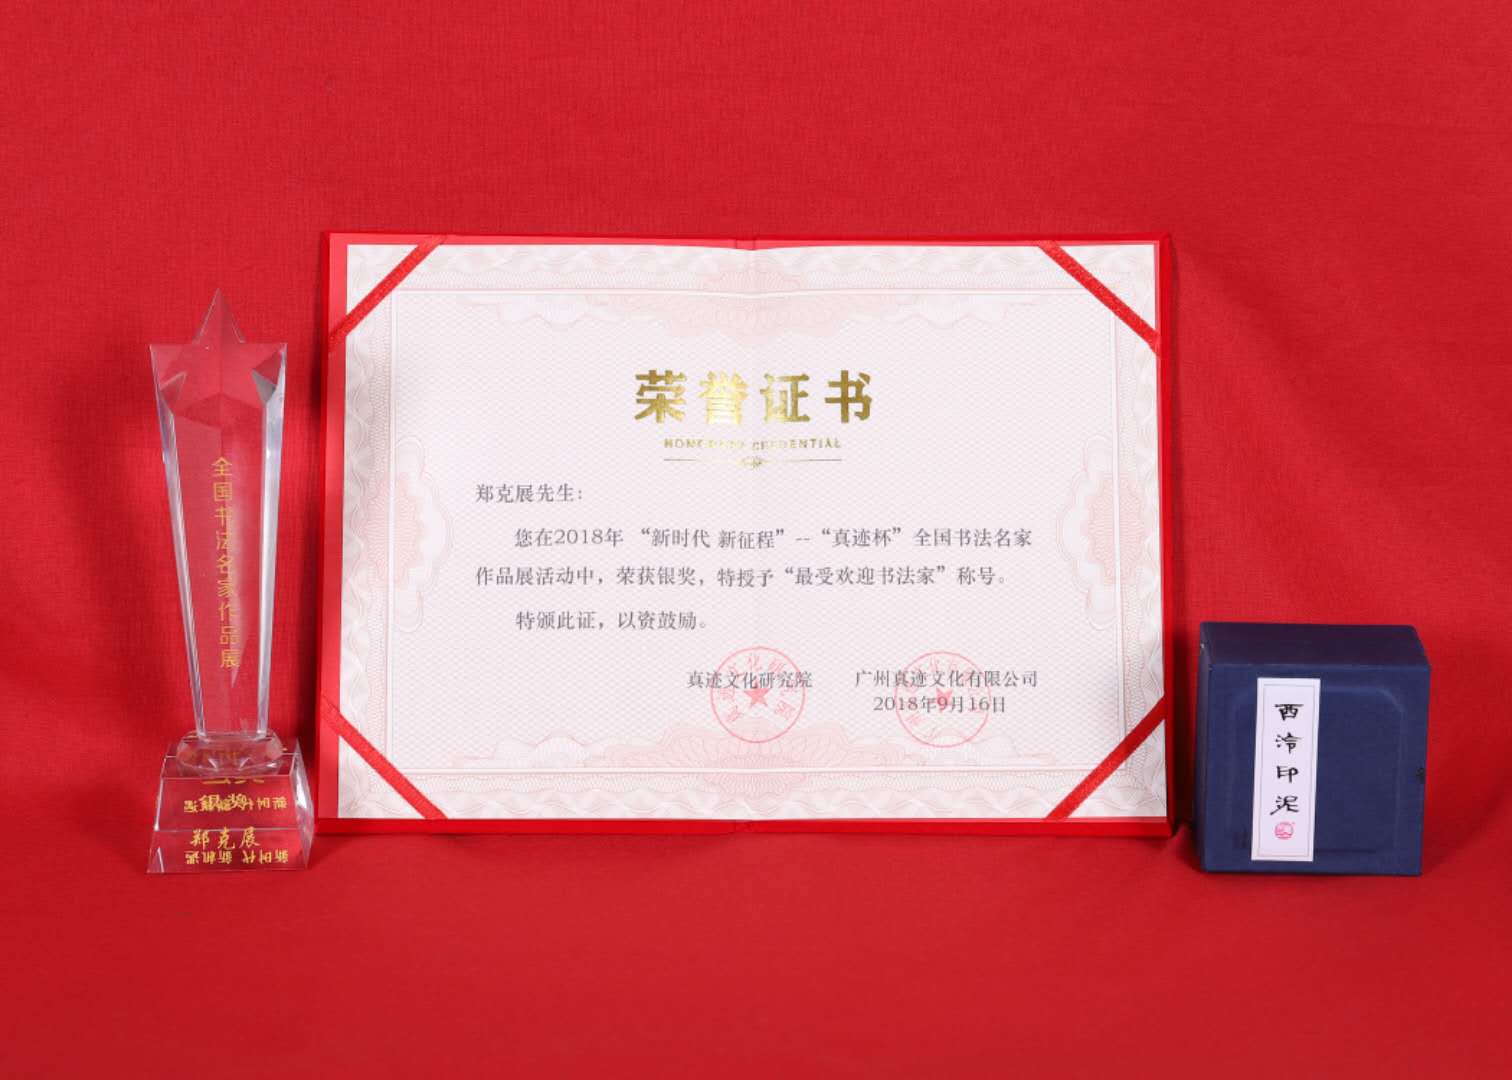 荣誉证书
HONORARY CREDENTIAL
郑克展先生：
您在2018年 “新时代 新征程”--“真迹杯”全国书法名家
作品展活动中，荣获银奖，特授予“最受欢迎书法家”称号。
特颁此证，以资鼓励。
真迹文化研究院
广州真迹文化有限公司
2018年9月16日
全国书法名家作品展
郑克展
西泠印泥